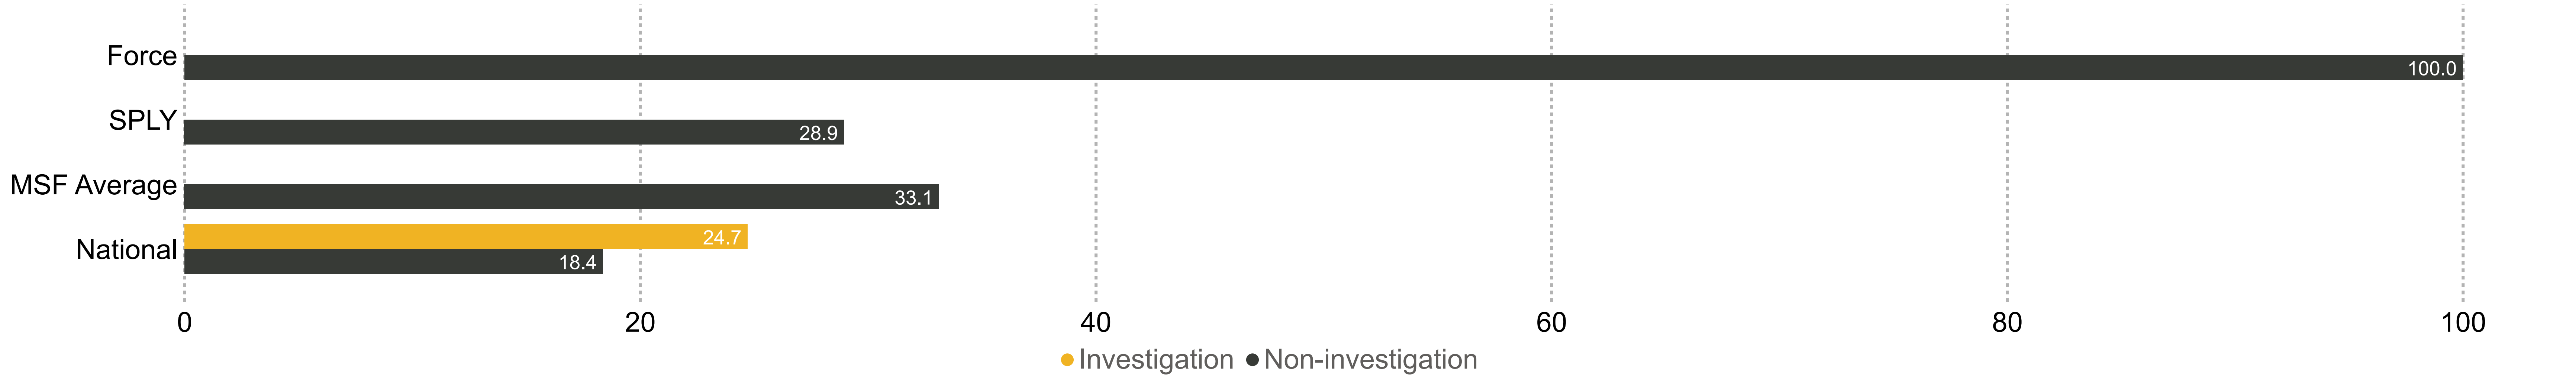 Force
100.0
SPLY
28.9
MSF Average
33.1
National
24.7
18.4
0 20 40 60 80 100
Investigation Non-investigation